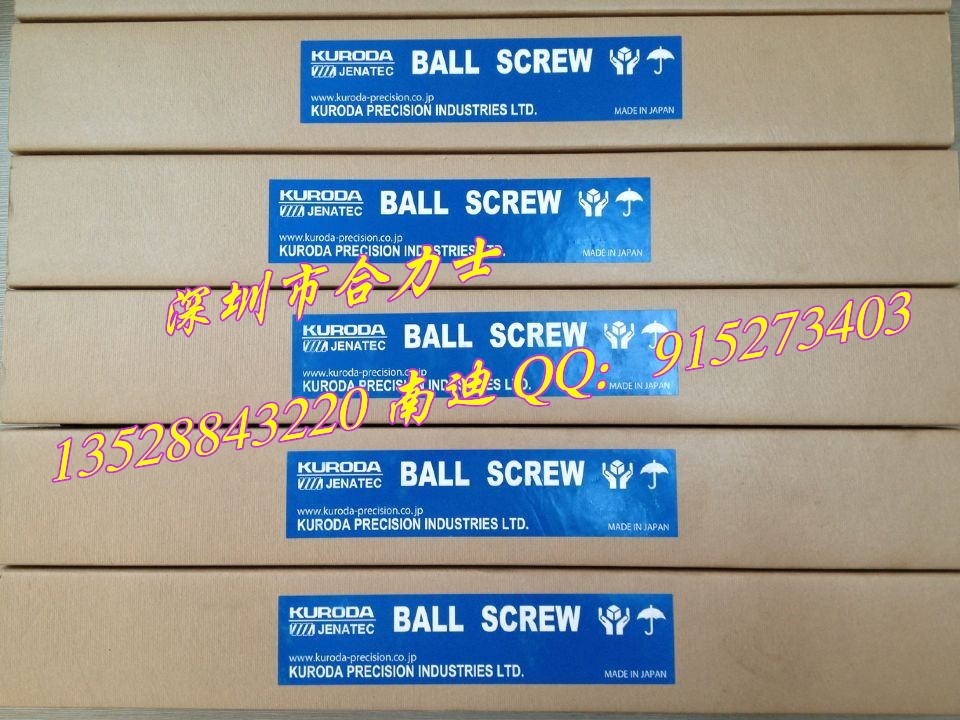 KURODA
JENATEC
BALL SCREW
www.kuroda-precision.co.jp
KURODA PRECISION INDUSTRIES LTD.
MADE IN JAPAN
KURODA
JENATEC
BALL SCREW
www.kuroda-precision.co.jp
KURODA PRECISION INDUSTRIES LTD.
MADE IN JAPAN
深圳市合力士
KURODA
JENATEC
BALL SCREW
www.kuroda-precision.co.jp
KURODA PRECISION INDUSTRIES LTD.
MADE IN JAPAN
13528843220 南迪 QQ: 915273403
KURODA
JENATEC
BALL SCREW
www.kuroda-precision.co.jp
KURODA PRECISION INDUSTRIES LTD.
MADE IN JAPAN
KURODA
JENATEC
BALL SCREW
www.kuroda-precision.co.jp
KURODA PRECISION INDUSTRIES LTD.
MADE IN JAPAN